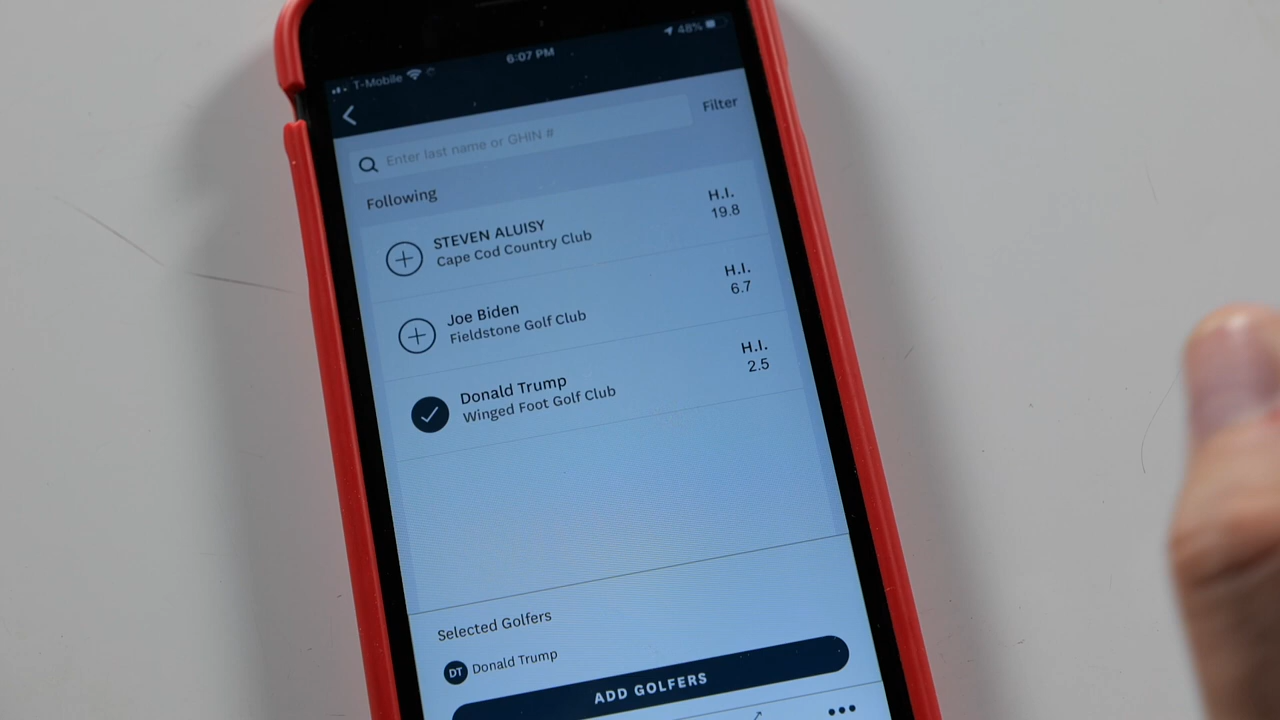 T-Mobile 6:07 PM 48%
Enter last name or GHIN # Filter
Following
STEVEN ALUISY H.I.
Cape Cod Country Club 19.8
Joe Biden H.I.
Fieldstone Golf Club 6.7
Donald Trump H.I.
Winged Foot Golf Club 2.5
Selected Golfers
DT Donald Trump
ADD GOLFERS